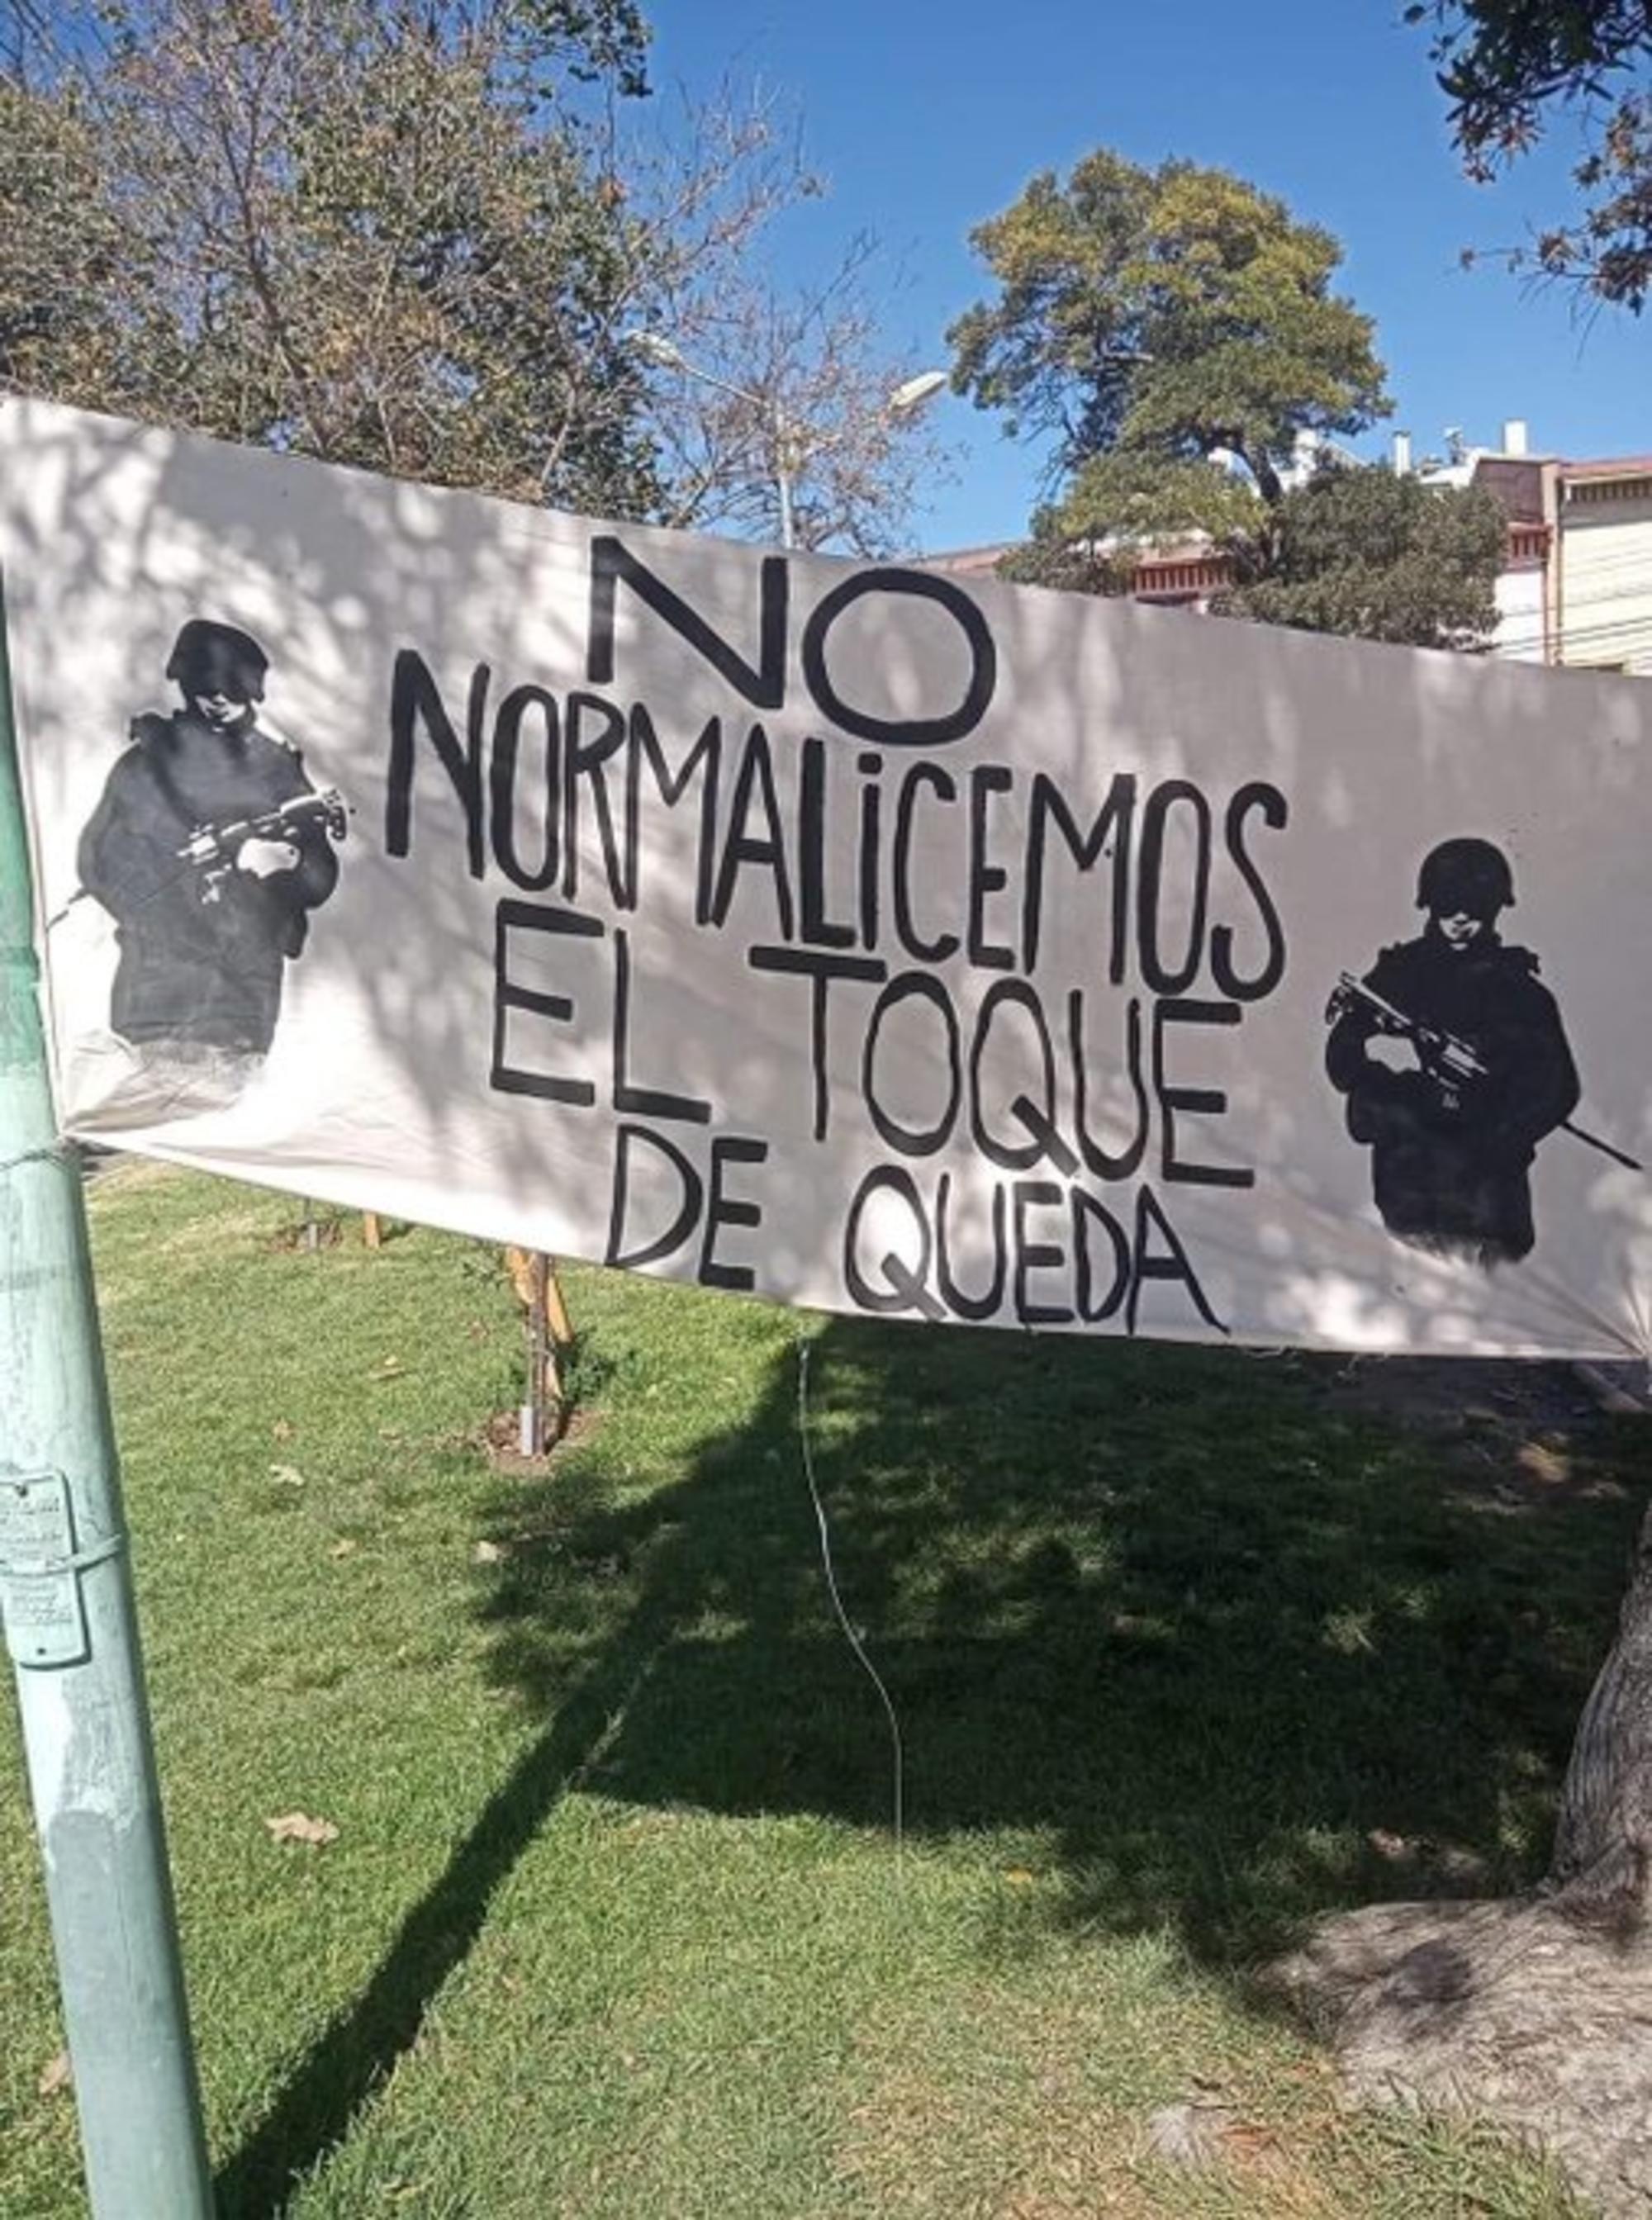 NO
NORMALiCEMOS
EL TOQUE
DE QUEDA